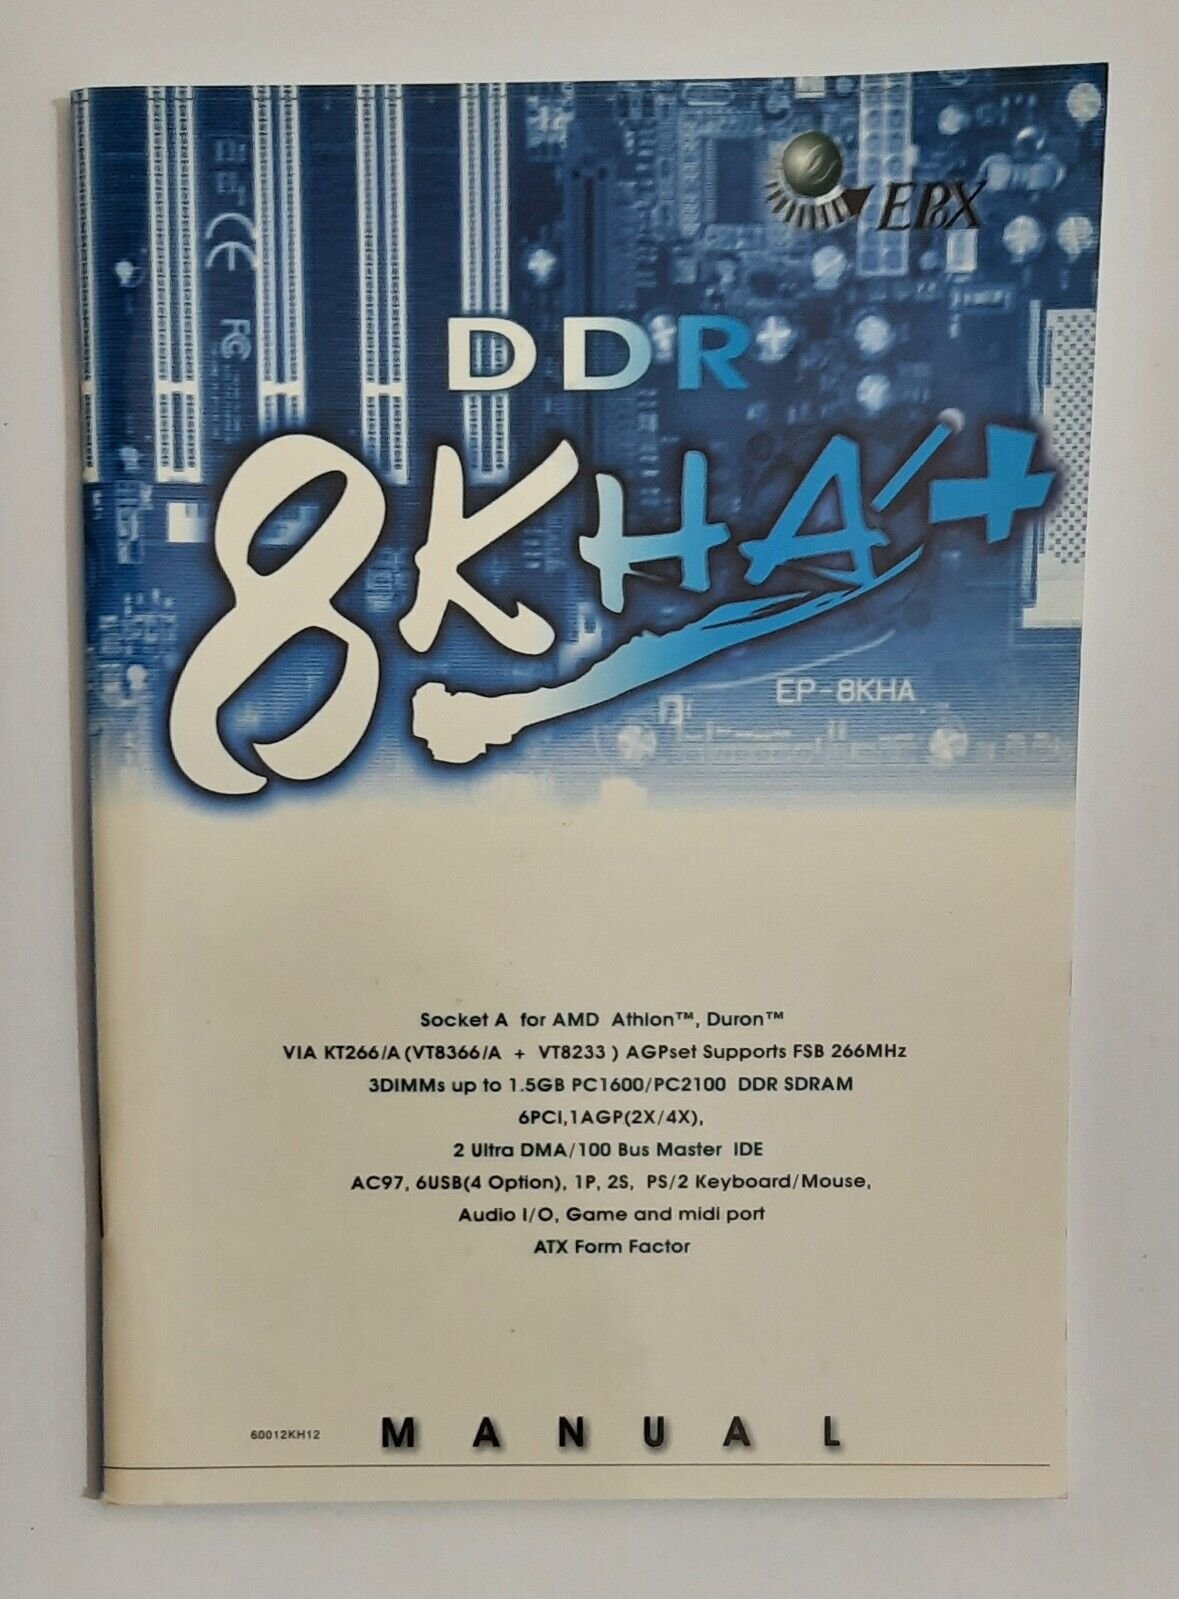 EPoX
CE
FC
DDR
8KHA+
EP-8KHA
Socket A for AMD Athlon™, Duron™
VIA KT266/A (VT8366/A + VT8233 ) AGPset Supports FSB 266MHz
3DIMMs up to 1.5GB PC1600/PC2100 DDR SDRAM
6PCI,1AGP(2X/4X),
2 Ultra DMA/100 Bus Master IDE
AC97, 6USB(4 Option), 1P, 2S, PS/2 Keyboard/Mouse,
Audio I/O, Game and midi port
ATX Form Factor
60012KH12 MANUAL